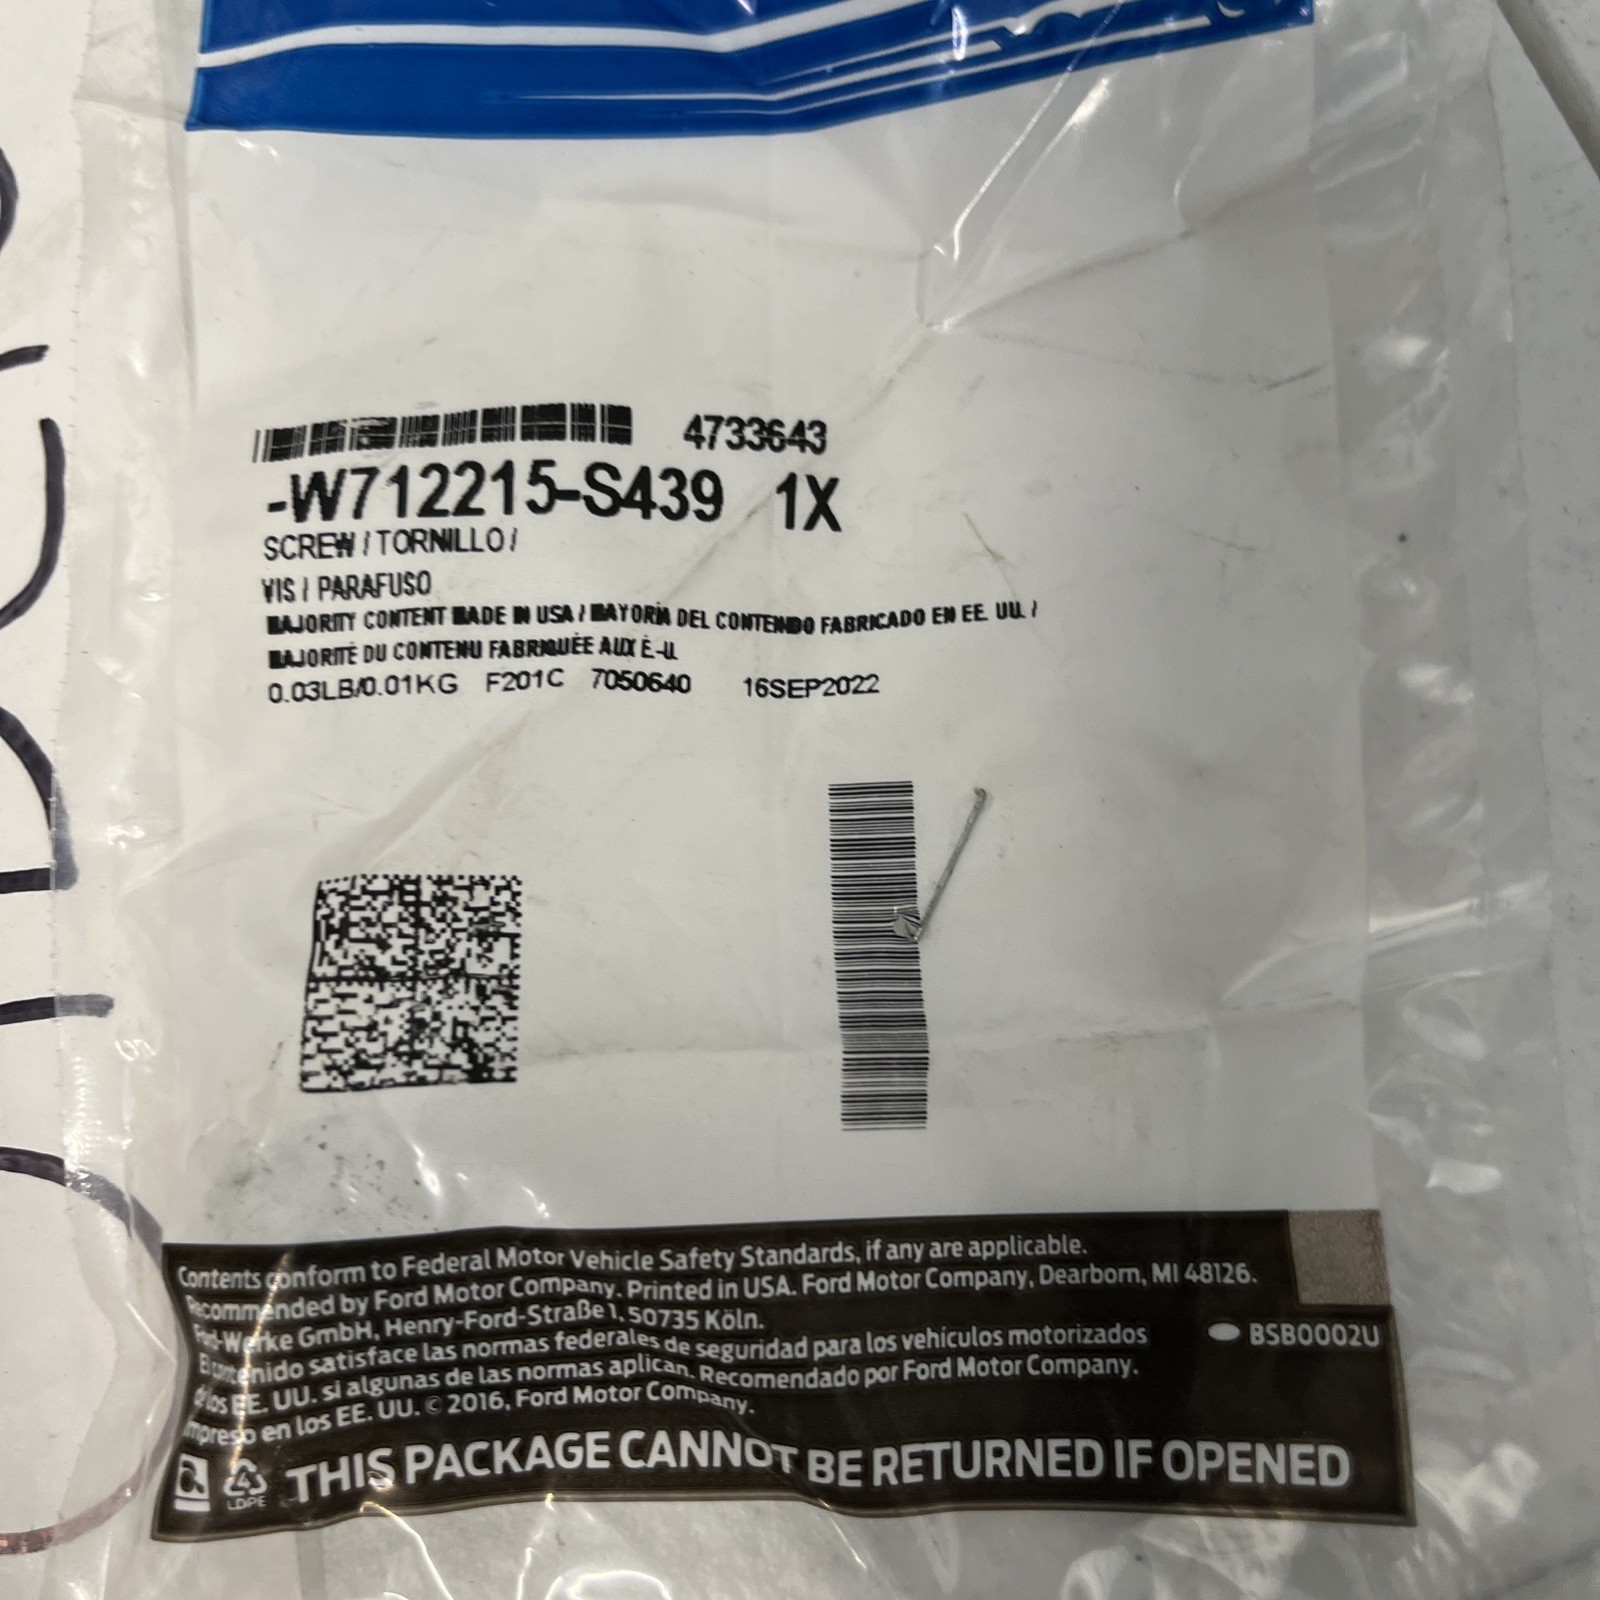 4733643
-W712215-S439 1X
SCREW / TORNILLO /
VIS / PARAFUSO
MAJORITY CONTENT MADE IN USA / MAYORÍA DEL CONTENIDO FABRICADO EN EE. UU. /
MAJORITÉ DU CONTENU FABRIQUÉE AUX É.-U.
0.03LB/0.01KG F201C 7050640 16SEP2022
Contents conform to Federal Motor Vehicle Safety Standards, if any are applicable.
Recommended by Ford Motor Company. Printed in USA. Ford Motor Company, Dearborn, MI 48126.
Ford-Werke GmbH, Henry-Ford-Straße 1, 50735 Köln.
El contenido satisface las normas federales de seguridad para los vehículos motorizados
de los EE. UU. si algunas de las normas aplican. Recomendado por Ford Motor Company.
Impreso en los EE. UU. © 2016, Ford Motor Company.
BSB0002U
4
LDPE
THIS PACKAGE CANNOT BE RETURNED IF OPENED